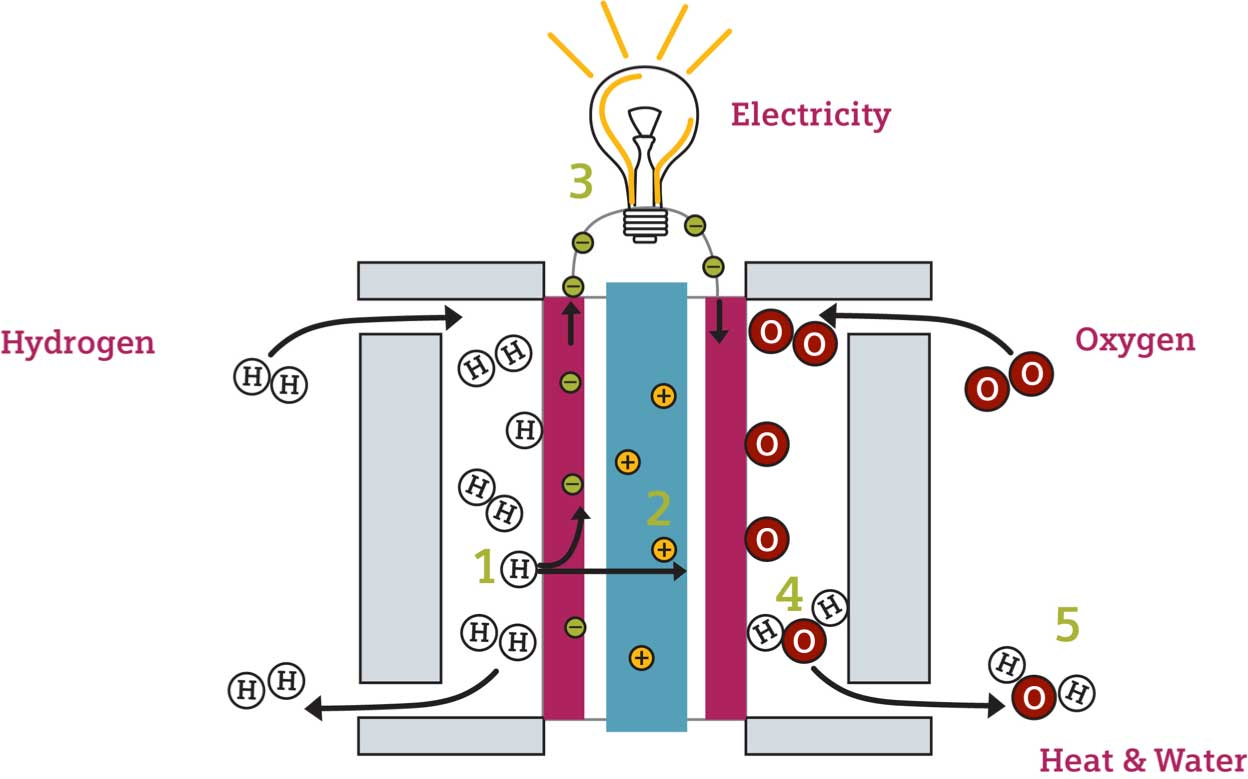 Electricity
3
Hydrogen
Oxygen
H H
H H
O O
O O
H
O
H H
2
O
1 H
4
H O H
H H
5
H H
H O H
Heat & Water